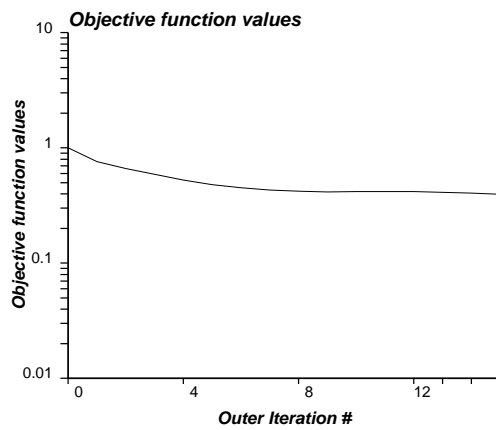 Objective function values
10
1
0.1
0.01
Objective function values
0
4
8
12
Outer Iteration #